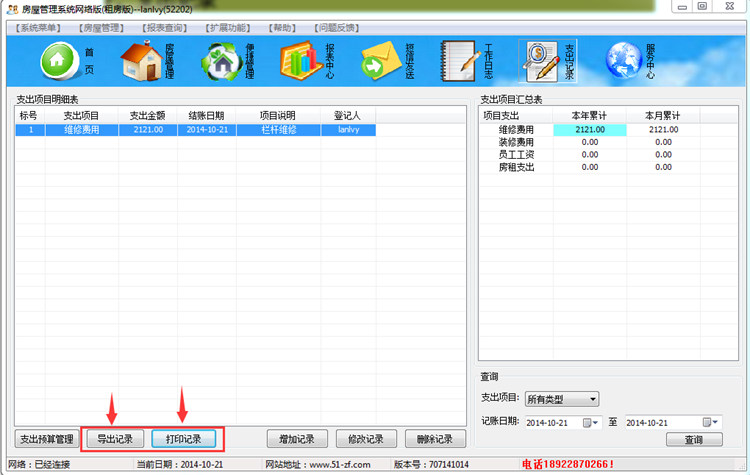 房屋管理系统网络版(租房版)--lanlvy(52202)
【系统菜单】 【房屋管理】 【报表查询】 【扩展功能】 【帮助】 【问题反馈】
首页 房屋管理 便捷管理 报表中心 短信发送 工作日志 支出记录 服务中心
支出项目明细表
标号 支出项目 支出金额 结账日期 项目说明 登记人
1 维修费用 2121.00 2014-10-21 栏杆维修 lanlvy
支出项目汇总表
项目支出 本年累计 本月累计
维修费用 2121.00 2121.00
装修费用 0.00 0.00
员工工资 0.00 0.00
房租支出 0.00 0.00
查询
支出项目: 所有类型
记账日期: 2014-10-21 至 2014-10-21
查询
支出预算管理 导出记录 打印记录 增加记录 修改记录 删除记录
网络：已经连接 当前日期：2014-10-21 网站地址：www.51-zf.com 版本号：707141014 电话18922870266!